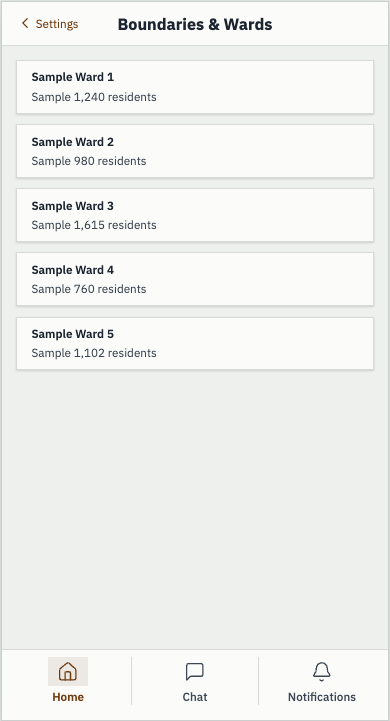 Settings
Boundaries & Wards
Sample Ward 1
Sample 1,240 residents
Sample Ward 2
Sample 980 residents
Sample Ward 3
Sample 1,615 residents
Sample Ward 4
Sample 760 residents
Sample Ward 5
Sample 1,102 residents
Home
Chat
Notifications